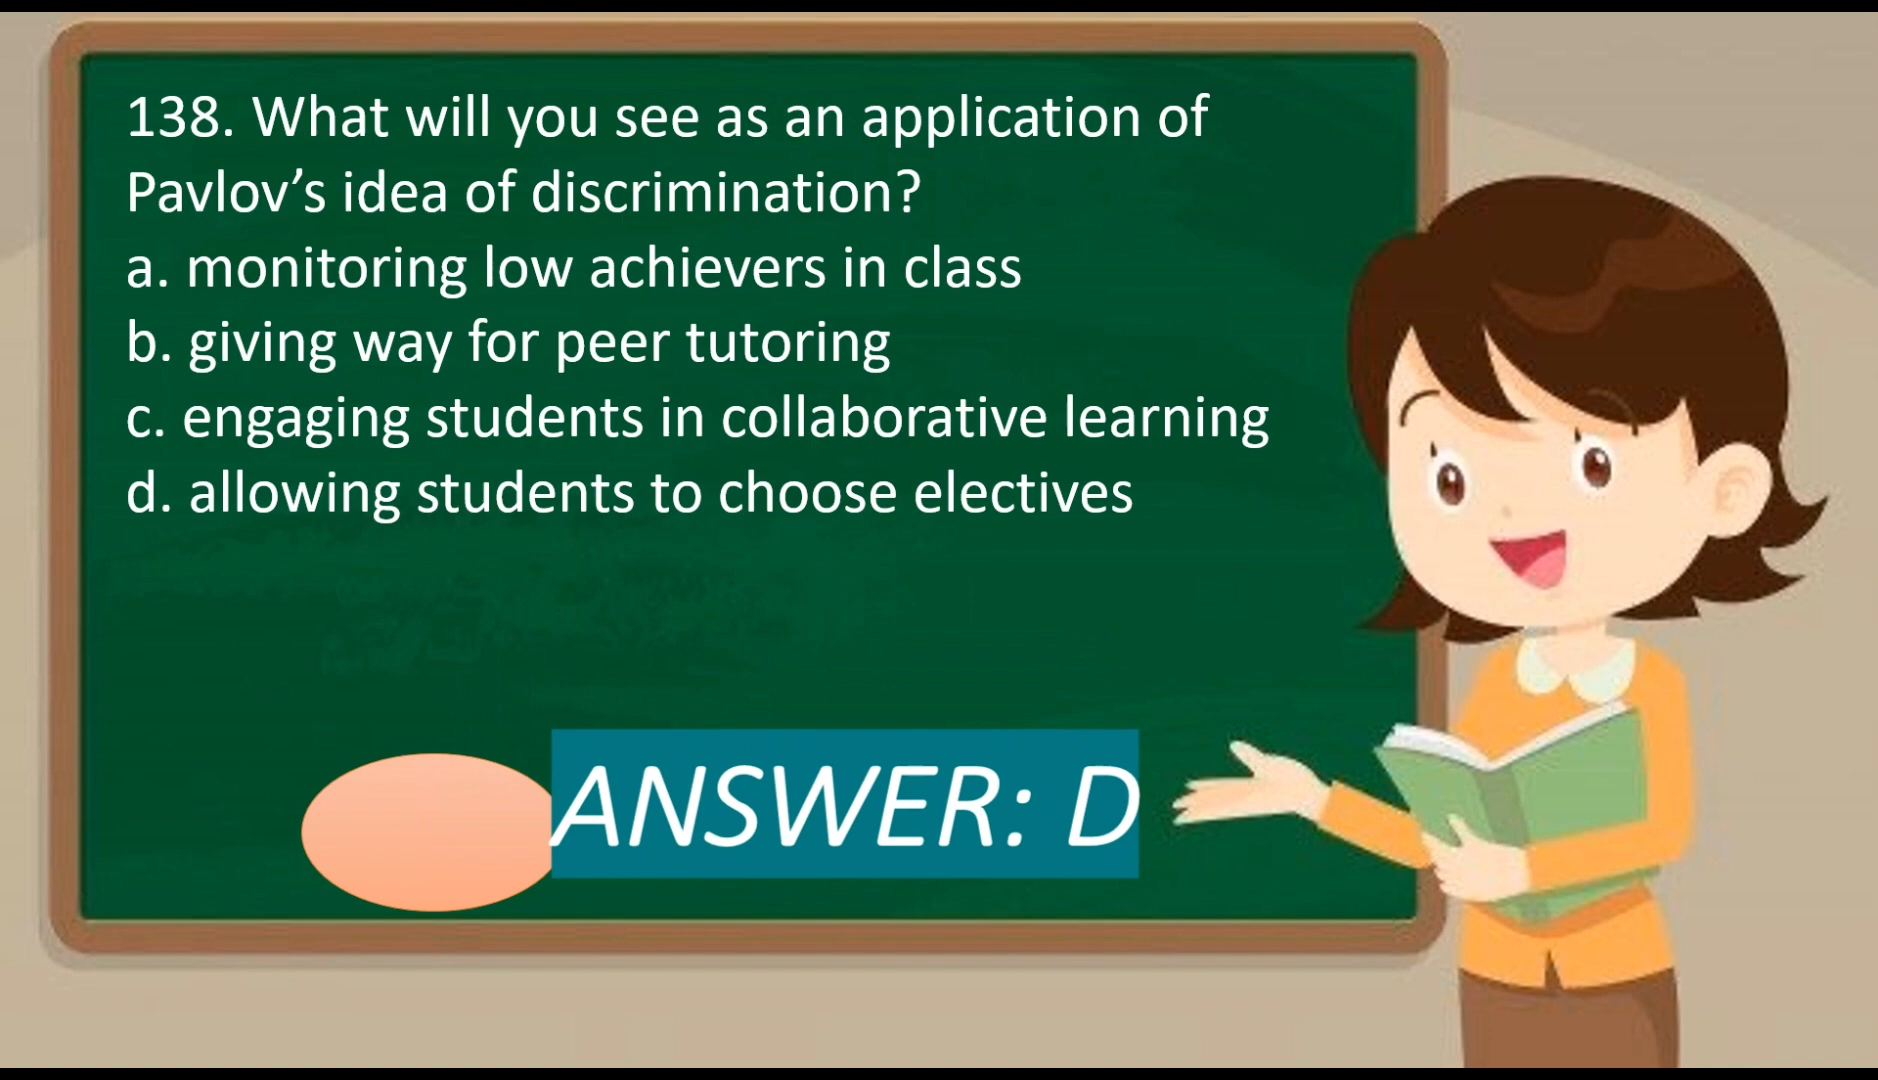 138. What will you see as an application of
Pavlov’s idea of discrimination?
a. monitoring low achievers in class
b. giving way for peer tutoring
c. engaging students in collaborative learning
d. allowing students to choose electives
ANSWER: D